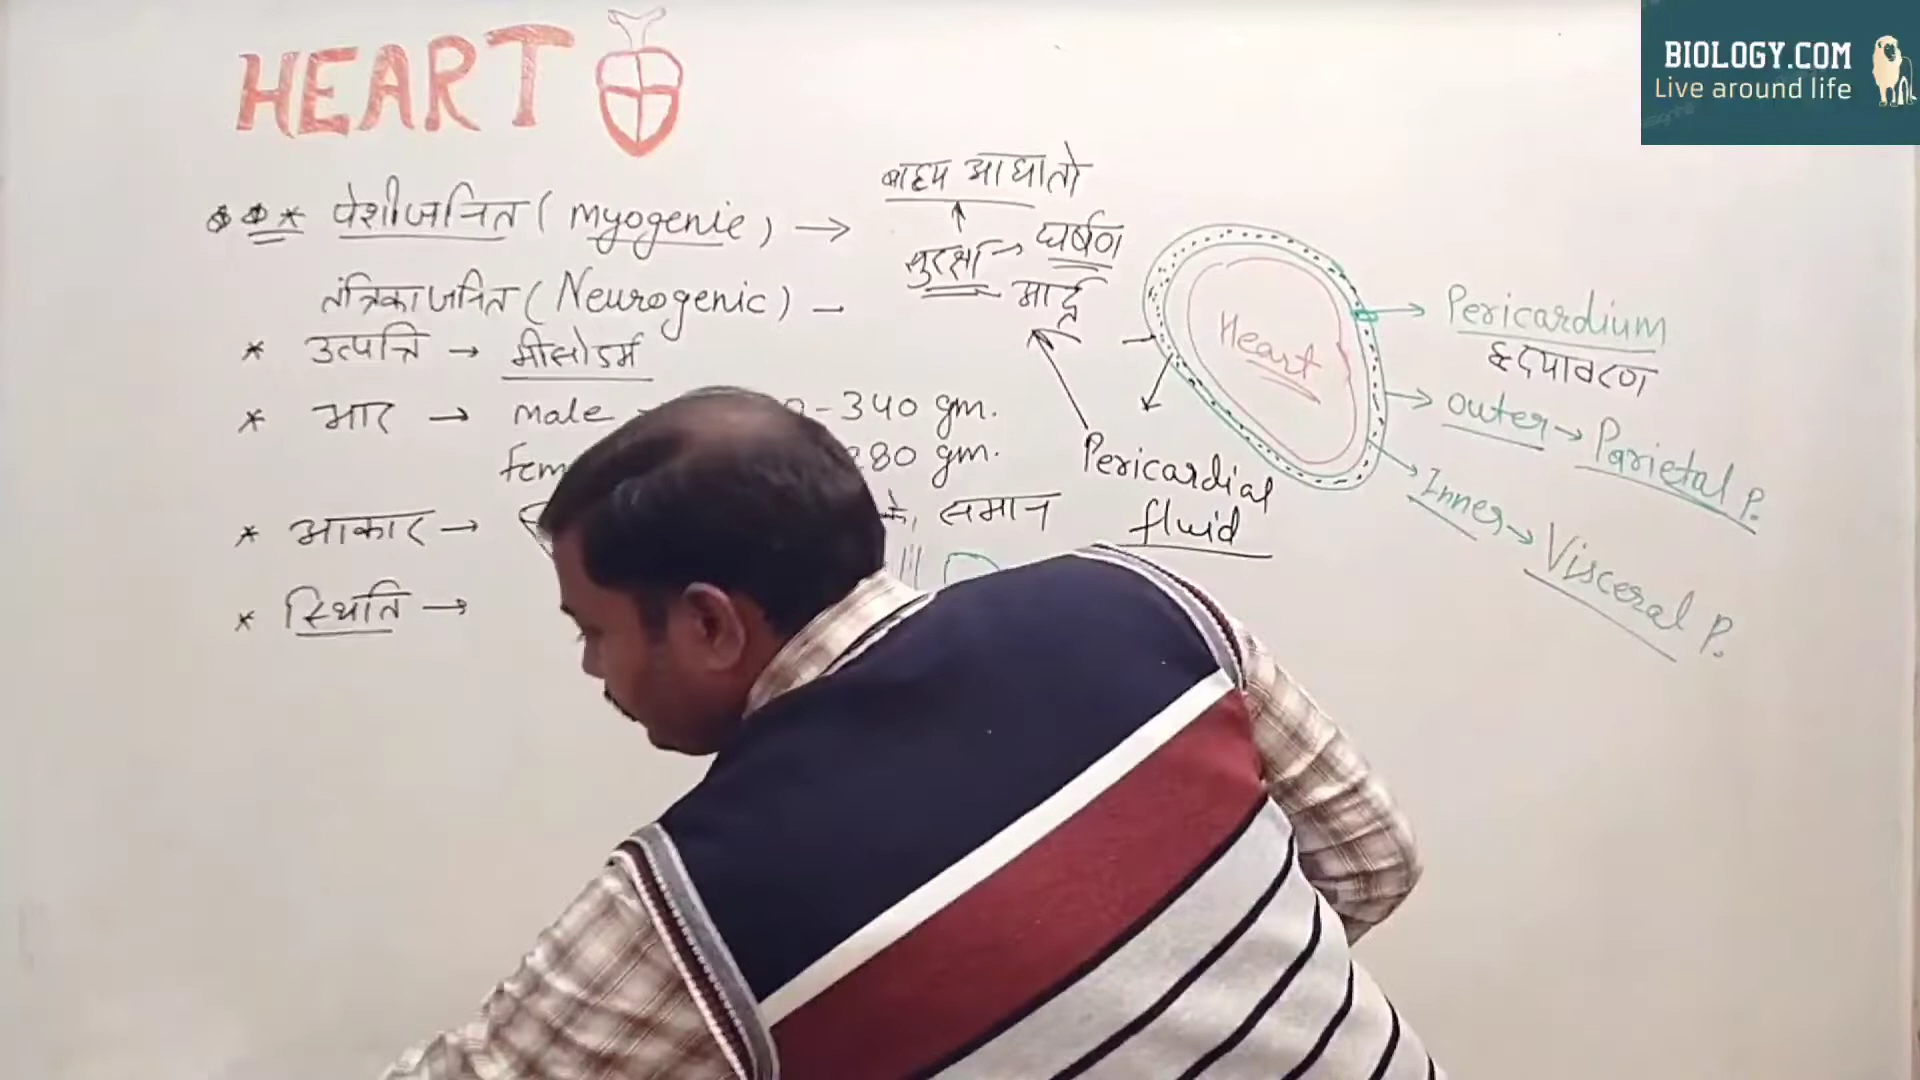 HEART
BIOLOGY.COM
Live around life
* पेशीजनित (myogenic) →
तंत्रिकाजनित (Neurogenic) –
* उत्पत्ति → मीसोडर्म
* भार → male -340 gm.
280 gm.
* आकार → समान
* स्थिति →
बाह्य आघातो
सुरक्षा → घर्षण
Heart
Pericardial
fluid
→ Pericardium
हृदयावरण
→ outer → Parietal P.
→ Inner → Visceral P.